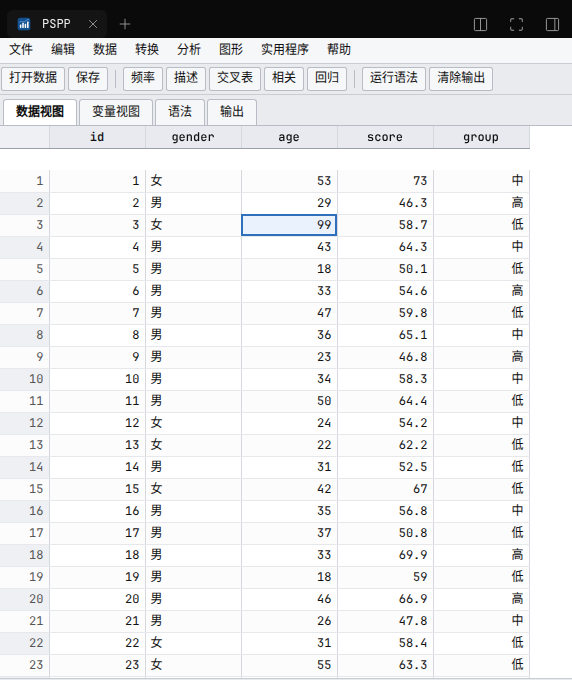 PSPP
文件 编辑 数据 转换 分析 图形 实用程序 帮助
打开数据 保存 频率 描述 交叉表 相关 回归 运行语法 清除输出
数据视图 变量视图 语法 输出
id gender age score group
1 1 女 53 73 中
2 2 男 29 46.3 高
3 3 女 99 58.7 低
4 4 男 43 64.3 中
5 5 男 18 50.1 低
6 6 男 33 54.6 高
7 7 男 47 59.8 低
8 8 男 36 65.1 中
9 9 男 23 46.8 高
10 10 男 34 58.3 中
11 11 男 50 64.4 低
12 12 女 24 54.2 中
13 13 女 22 62.2 低
14 14 男 31 52.5 低
15 15 女 42 67 低
16 16 男 35 56.8 中
17 17 男 37 50.8 低
18 18 男 33 69.9 高
19 19 男 18 59 低
20 20 男 46 66.9 高
21 21 男 26 47.8 中
22 22 女 31 58.4 低
23 23 女 55 63.3 低